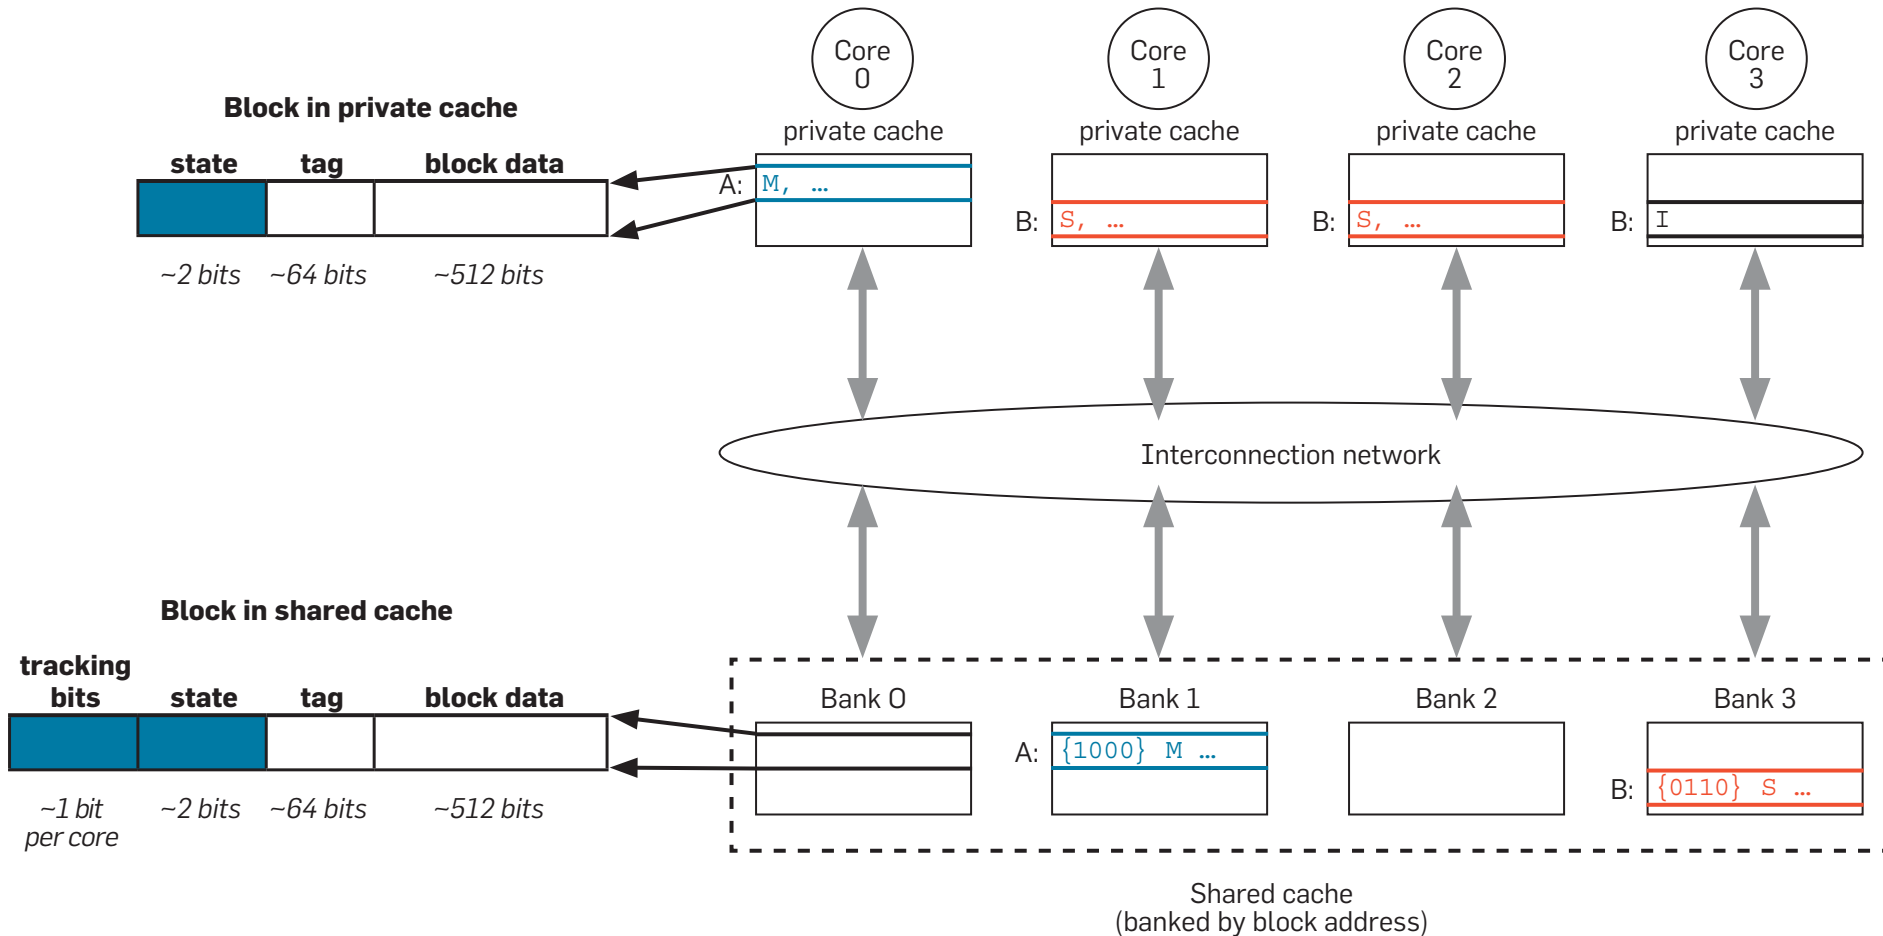 Core
0
Core
1
Core
2
Core
3
Block in private cache
private cache
private cache
private cache
private cache
state
tag
block data
A:
M, …
B:
S, …
B:
S, …
B:
I
~2 bits
~64 bits
~512 bits
Interconnection network
Block in shared cache
tracking
bits
state
tag
block data
Bank 0
Bank 1
Bank 2
Bank 3
A:
{1000} M …
B:
{0110} S …
~1 bit
per core
~2 bits
~64 bits
~512 bits
Shared cache
(banked by block address)